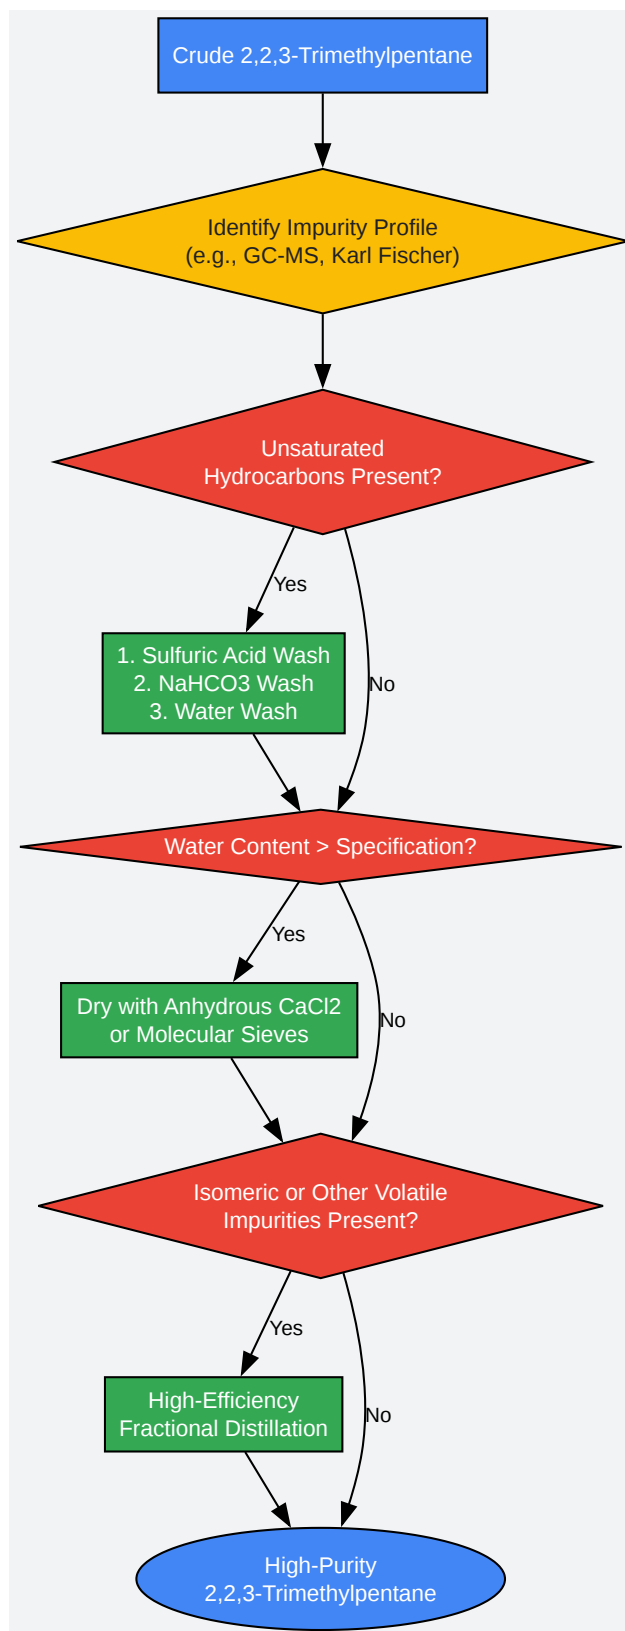 Crude 2,2,3-Trimethylpentane
Identify Impurity Profile
(e.g., GC-MS, Karl Fischer)
Unsaturated
Hydrocarbons Present?
Yes
1. Sulfuric Acid Wash
2. NaHCO3 Wash
3. Water Wash
No
Water Content > Specification?
Yes
Dry with Anhydrous CaCl2
or Molecular Sieves
No
Isomeric or Other Volatile
Impurities Present?
Yes
High-Efficiency
Fractional Distillation
No
High-Purity
2,2,3-Trimethylpentane